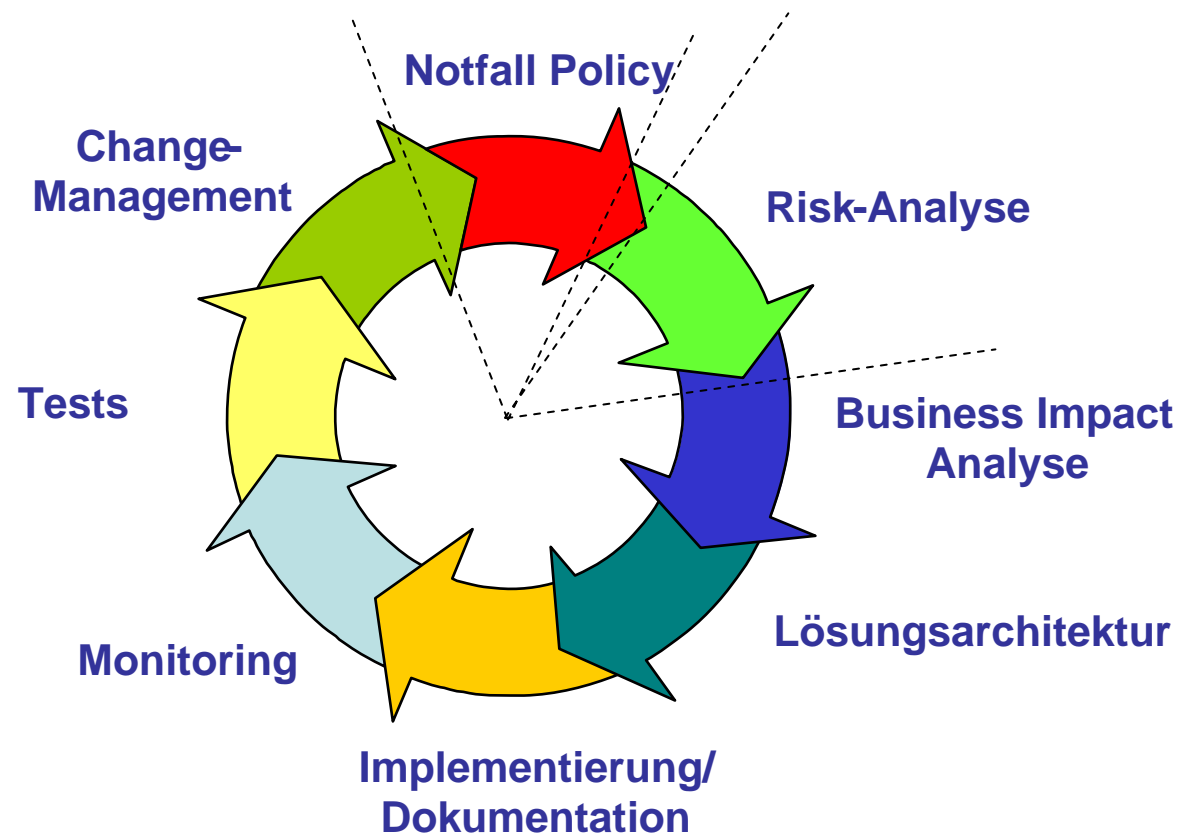 Notfall Policy
Change-
Management
Risk-Analyse
Tests
Business Impact
Analyse
Lösungsarchitektur
Monitoring
Implementierung/
Dokumentation